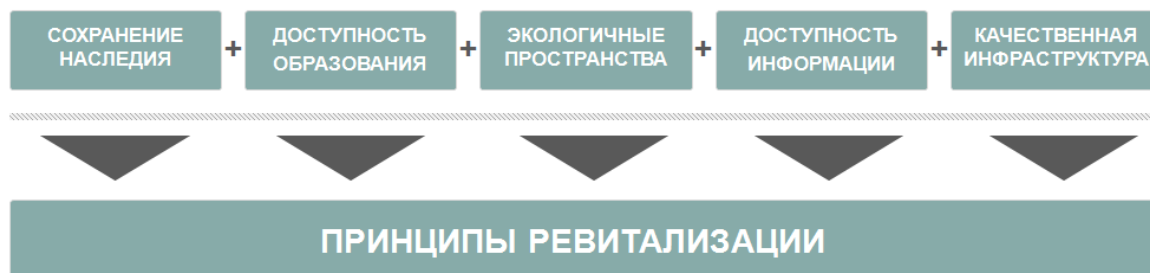 СОХРАНЕНИЕ
НАСЛЕДИЯ
+
ДОСТУПНОСТЬ
ОБРАЗОВАНИЯ
+
ЭКОЛОГИЧНЫЕ
ПРОСТРАНСТВА
+
ДОСТУПНОСТЬ
ИНФОРМАЦИИ
+
КАЧЕСТВЕННАЯ
ИНФРАСТРУКТУРА
ПРИНЦИПЫ РЕВИТАЛИЗАЦИИ